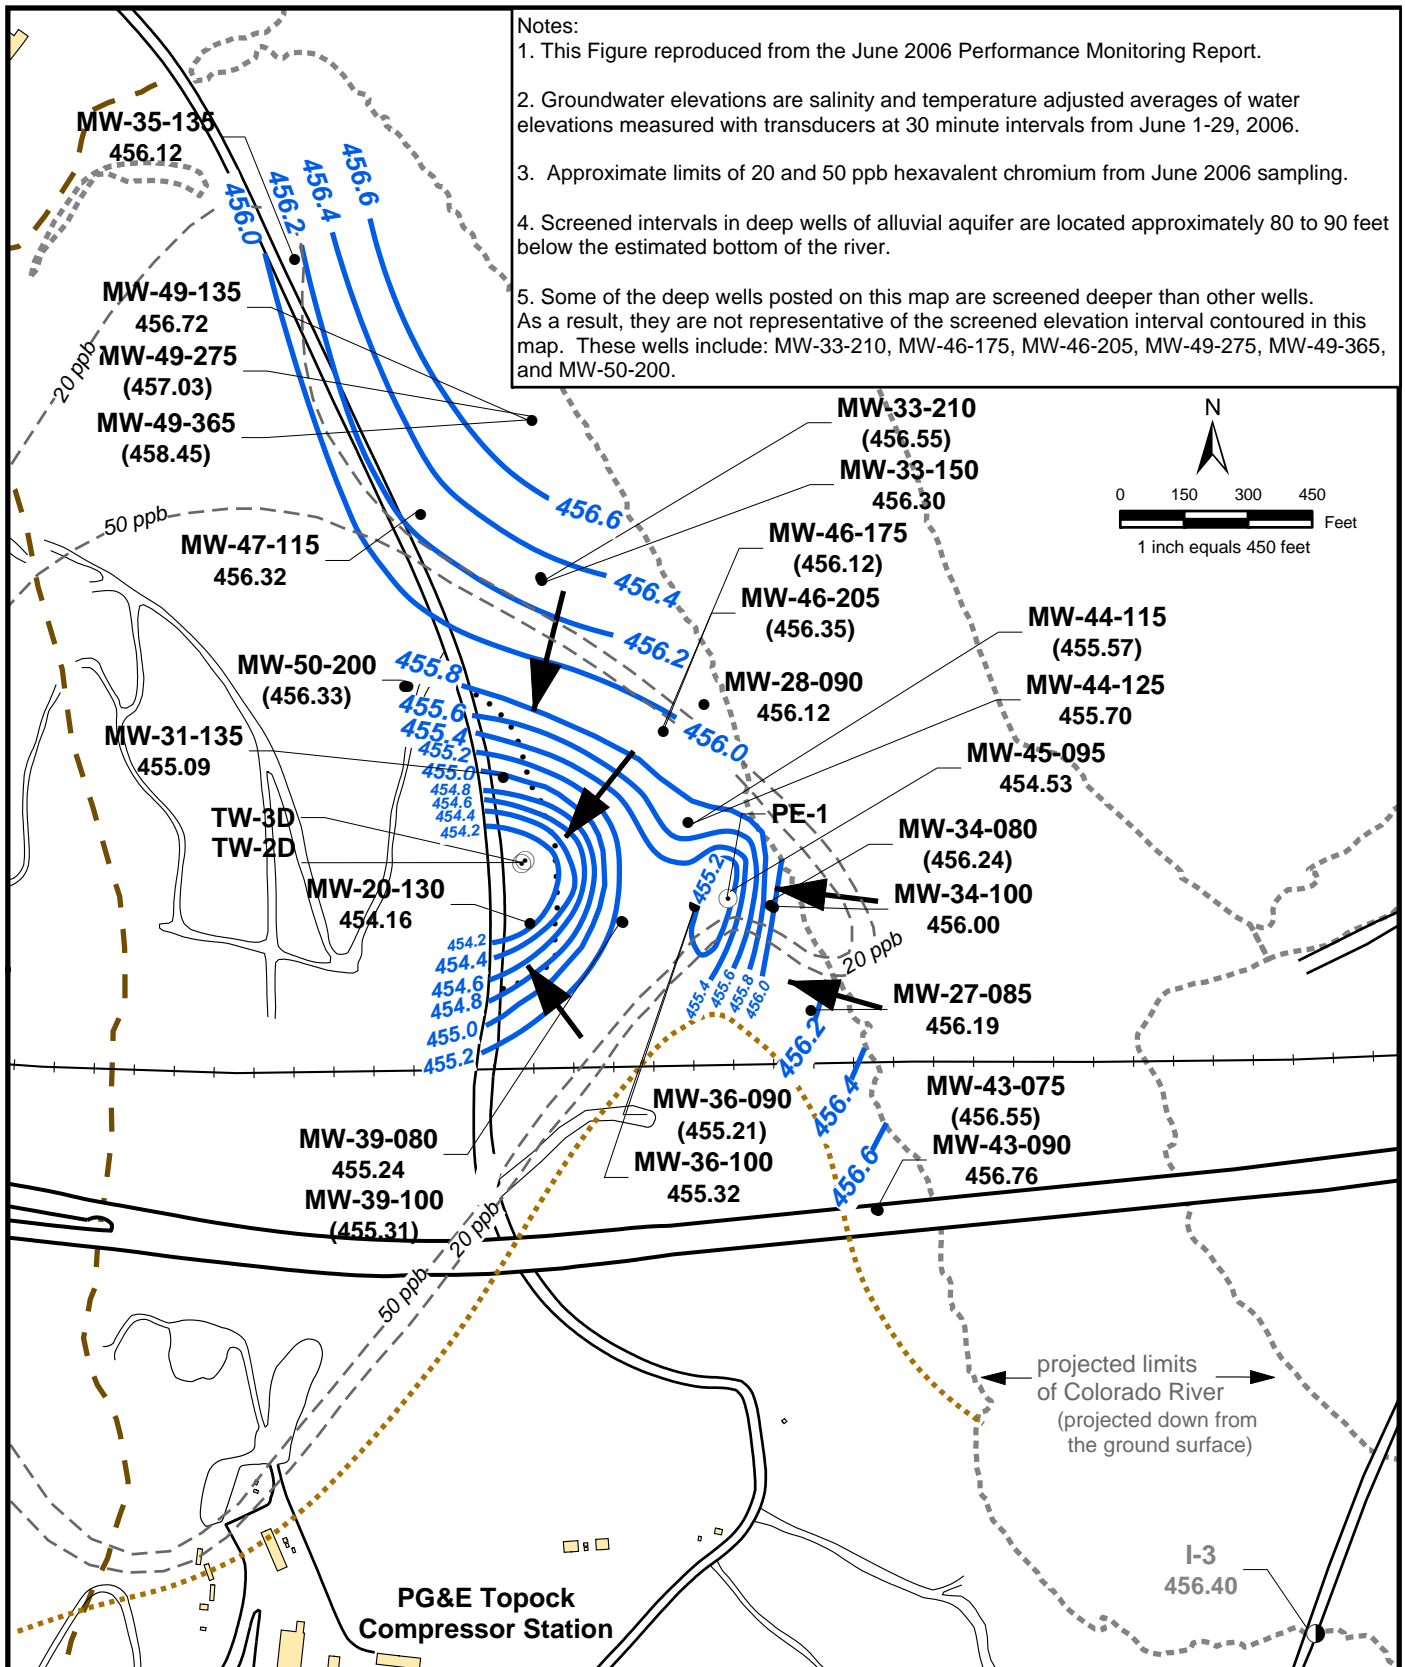 Notes:
1. This Figure reproduced from the June 2006 Performance Monitoring Report.
2. Groundwater elevations are salinity and temperature adjusted averages of water
elevations measured with transducers at 30 minute intervals from June 1-29, 2006.
3. Approximate limits of 20 and 50 ppb hexavalent chromium from June 2006 sampling.
4. Screened intervals in deep wells of alluvial aquifer are located approximately 80 to 90 feet
below the estimated bottom of the river.
5. Some of the deep wells posted on this map are screened deeper than other wells.
As a result, they are not representative of the screened elevation interval contoured in this
map. These wells include: MW-33-210, MW-46-175, MW-46-205, MW-49-275, MW-49-365,
and MW-50-200.
MW-35-135
456.12
456.0
456.2
456.4
456.6
MW-49-135
456.72
MW-49-275
(457.03)
MW-49-365
(458.45)
20 ppb
50 ppb
MW-47-115
456.32
MW-33-210
(456.55)
MW-33-150
456.30
N
0 150 300 450
Feet
1 inch equals 450 feet
456.6
456.4
456.2
456.0
MW-46-175
(456.12)
MW-46-205
(456.35)
MW-44-115
(455.57)
MW-44-125
455.70
MW-28-090
456.12
MW-50-200
(456.33)
455.8
455.6
455.4
455.2
455.0
454.8
454.6
454.4
454.2
MW-31-135
455.09
MW-45-095
454.53
TW-3D
TW-2D
PE-1
MW-34-080
(456.24)
MW-34-100
456.00
455.2
MW-20-130
454.16
454.2
454.4
454.6
454.8
455.0
455.2
20 ppb
455.4
455.6
455.8
456.0
MW-27-085
456.19
456.2
456.4
456.6
MW-36-090
(455.21)
MW-36-100
455.32
MW-43-075
(456.55)
MW-43-090
456.76
MW-39-080
455.24
MW-39-100
(455.31)
20 ppb
50 ppb
projected limits
of Colorado River
(projected down from
the ground surface)
I-3
456.40
PG&E Topock
Compressor Station